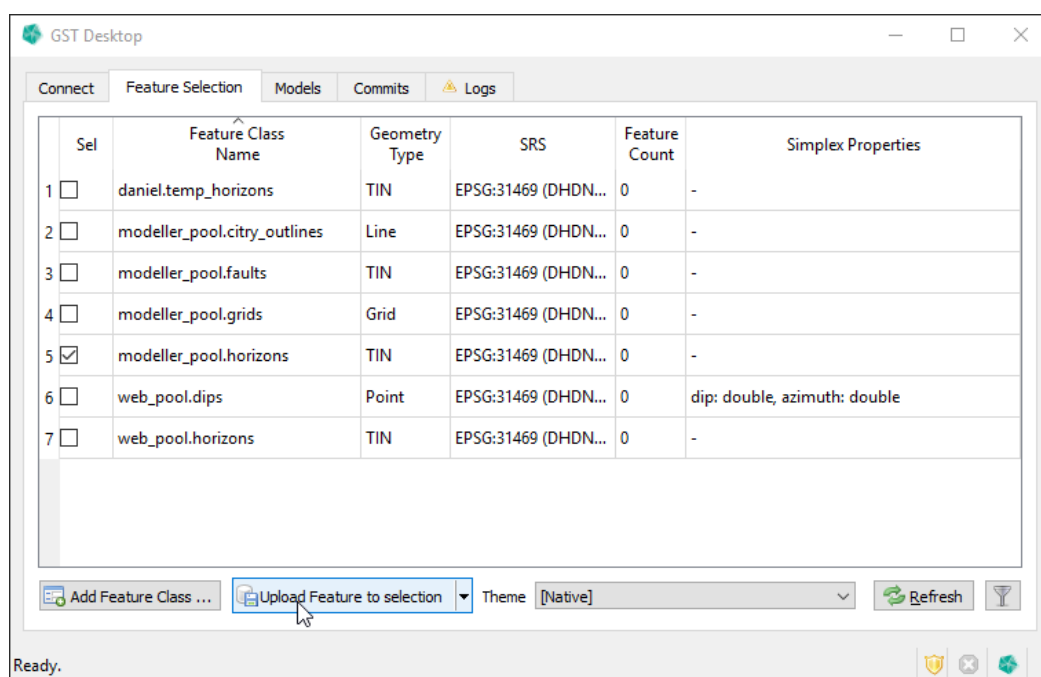 GST Desktop
Connect Feature Selection Models Commits Logs
Sel Feature Class Name Geometry Type SRS Feature Count Simplex Properties
1 daniel.temp_horizons TIN EPSG:31469 (DHDN... 0 -
2 modeller_pool.citry_outlines Line EPSG:31469 (DHDN... 0 -
3 modeller_pool.faults TIN EPSG:31469 (DHDN... 0 -
4 modeller_pool.grids Grid EPSG:31469 (DHDN... 0 -
5 modeller_pool.horizons TIN EPSG:31469 (DHDN... 0 -
6 web_pool.dips Point EPSG:31469 (DHDN... 0 dip: double, azimuth: double
7 web_pool.horizons TIN EPSG:31469 (DHDN... 0 -
Add Feature Class ... Upload Feature to selection Theme [Native] Refresh
Ready.